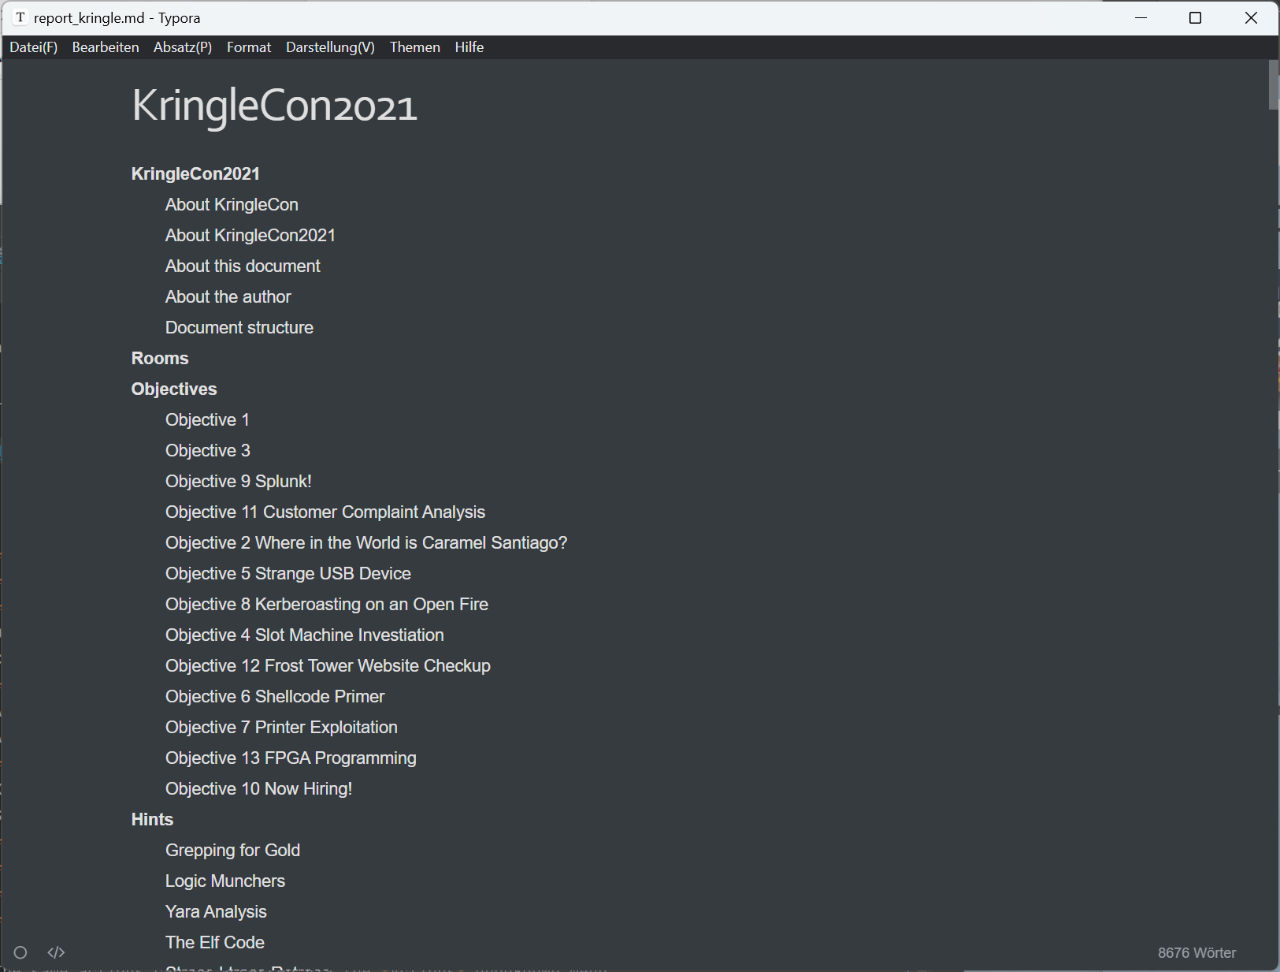 T report_kringle.md - Typora
Datei(F) Bearbeiten Absatz(P) Format Darstellung(V) Themen Hilfe
KringleCon2021
KringleCon2021
About KringleCon
About KringleCon2021
About this document
About the author
Document structure
Rooms
Objectives
Objective 1
Objective 3
Objective 9 Splunk!
Objective 11 Customer Complaint Analysis
Objective 2 Where in the World is Caramel Santiago?
Objective 5 Strange USB Device
Objective 8 Kerberoasting on an Open Fire
Objective 4 Slot Machine Investiation
Objective 12 Frost Tower Website Checkup
Objective 6 Shellcode Primer
Objective 7 Printer Exploitation
Objective 13 FPGA Programming
Objective 10 Now Hiring!
Hints
Grepping for Gold
Logic Munchers
Yara Analysis
The Elf Code
</> 8676 Wörter